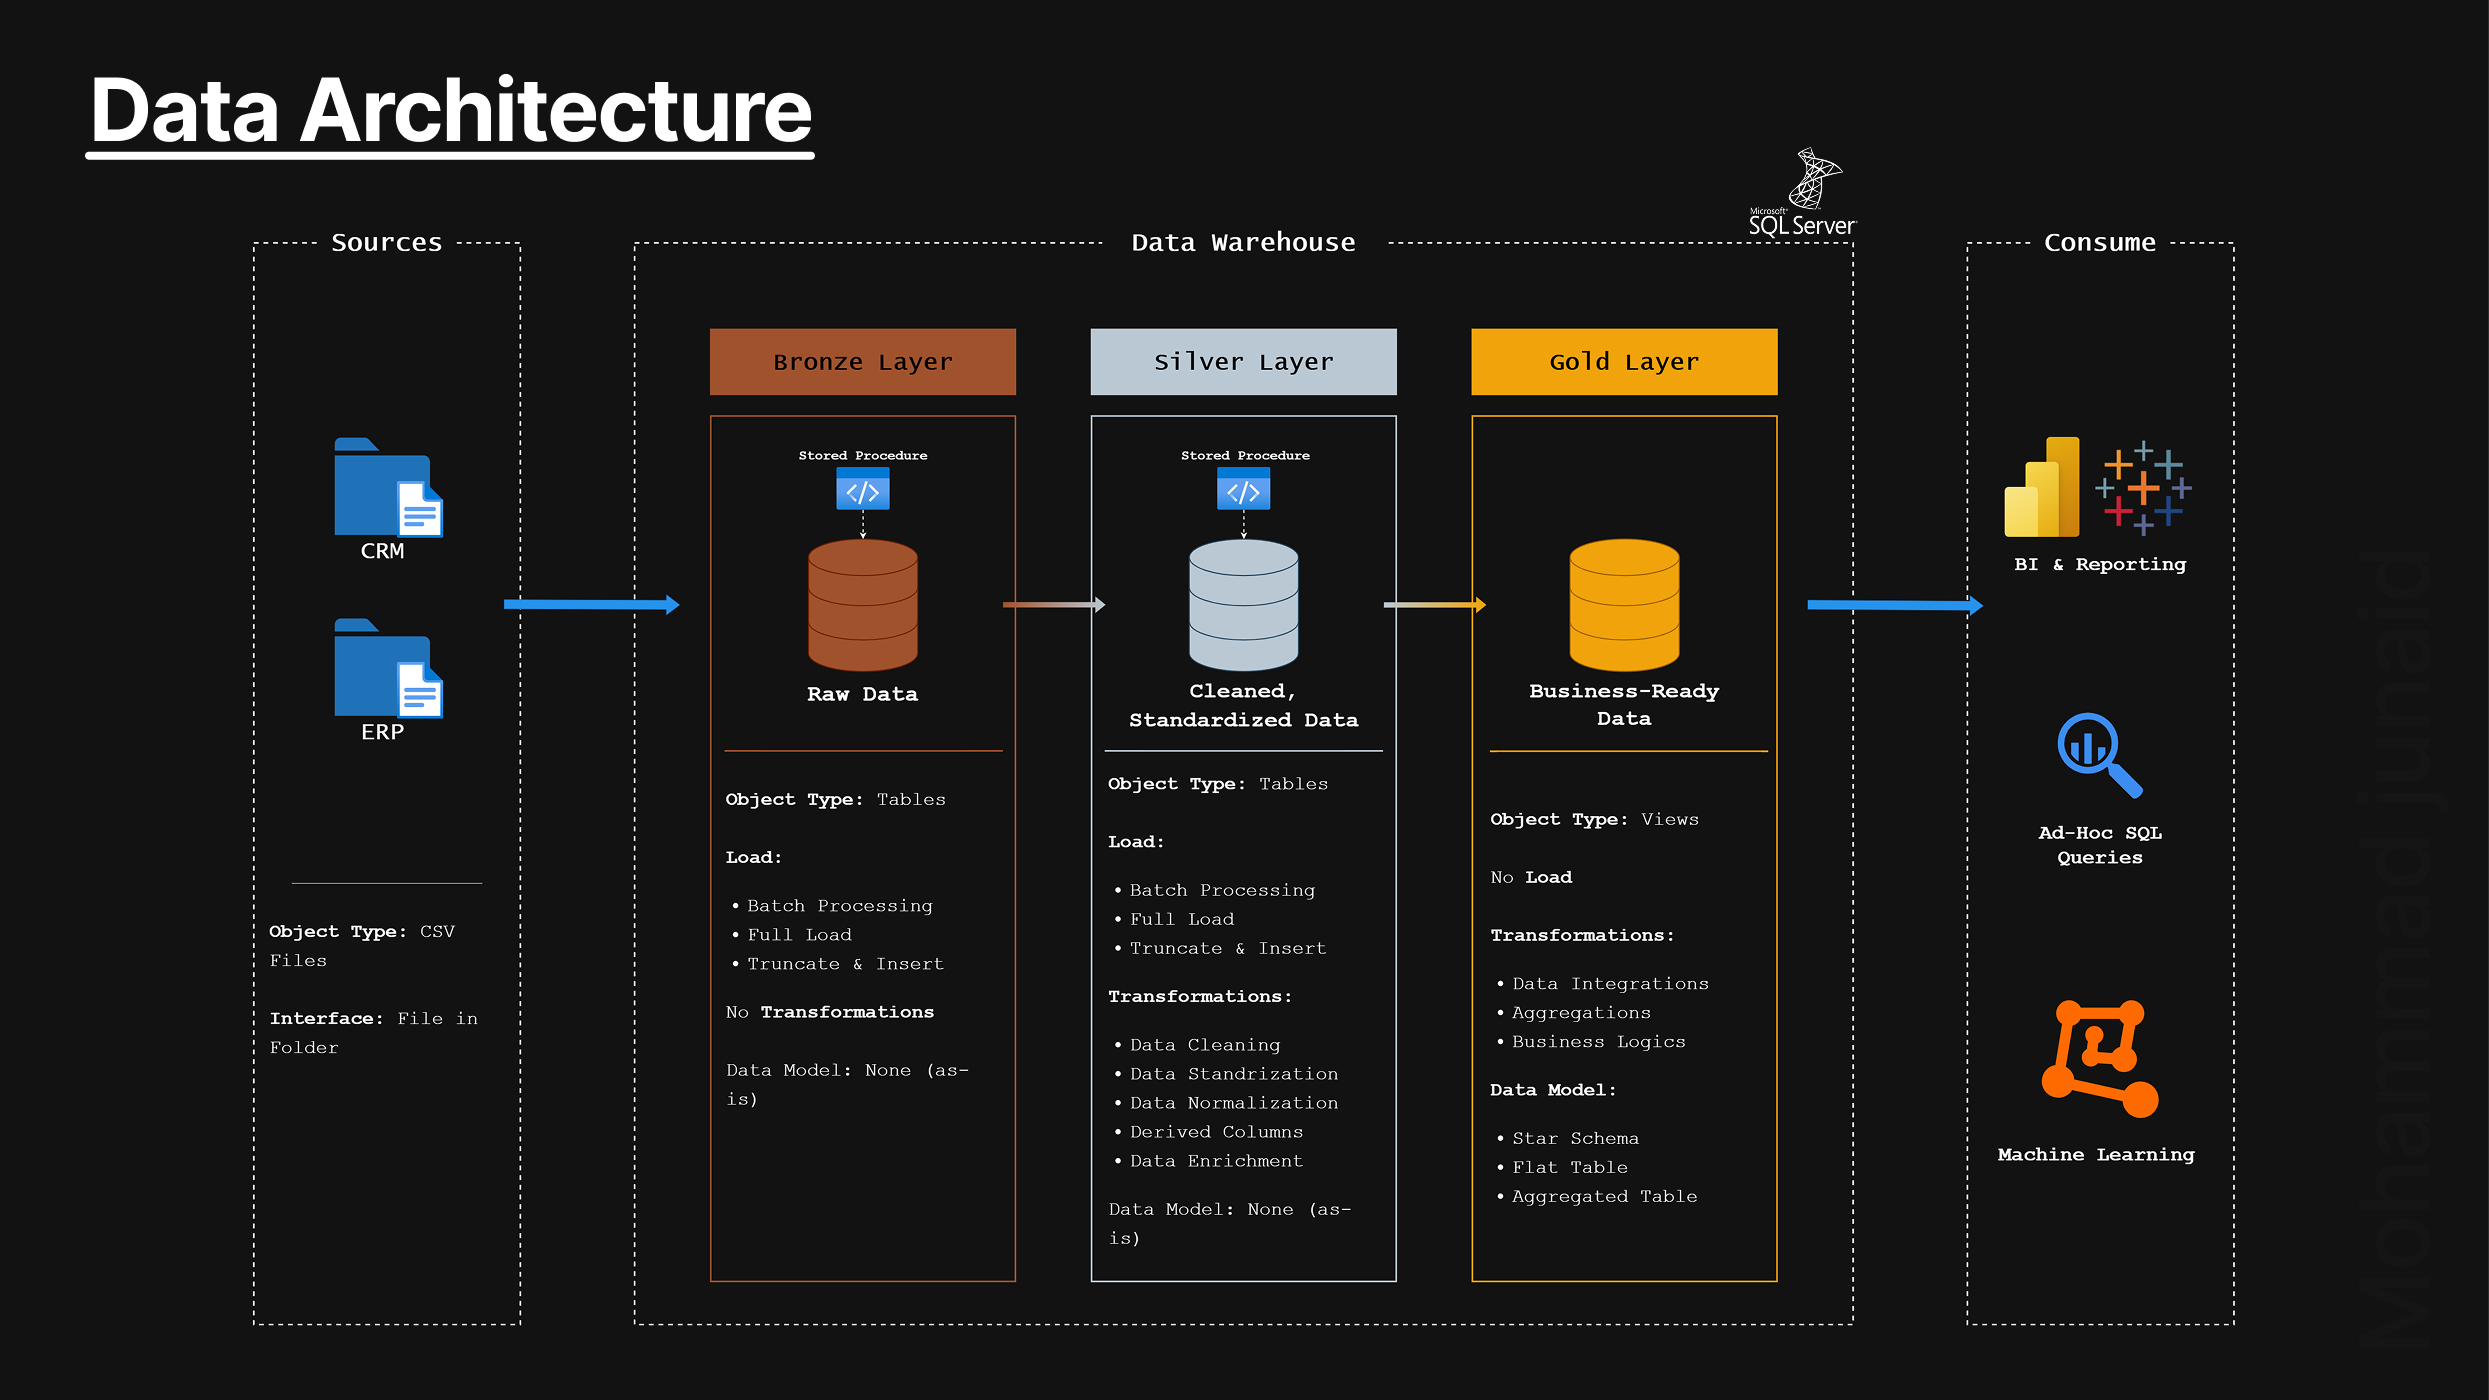 Data Architecture
Microsoft
SQL Server
Sources
CRM
ERP
Object Type: CSV
Files
Interface: File in
Folder
Data Warehouse
Bronze Layer
Stored Procedure
Raw Data
Object Type: Tables
Load:
• Batch Processing
• Full Load
• Truncate & Insert
No Transformations
Data Model: None (as-
is)
Silver Layer
Stored Procedure
Cleaned,
Standardized Data
Object Type: Tables
Load:
• Batch Processing
• Full Load
• Truncate & Insert
Transformations:
• Data Cleaning
• Data Standrization
• Data Normalization
• Derived Columns
• Data Enrichment
Data Model: None (as-
is)
Gold Layer
Business-Ready
Data
Object Type: Views
No Load
Transformations:
• Data Integrations
• Aggregations
• Business Logics
Data Model:
• Star Schema
• Flat Table
• Aggregated Table
Consume
BI & Reporting
Ad-Hoc SQL
Queries
Machine Learning
Mohammad junaid